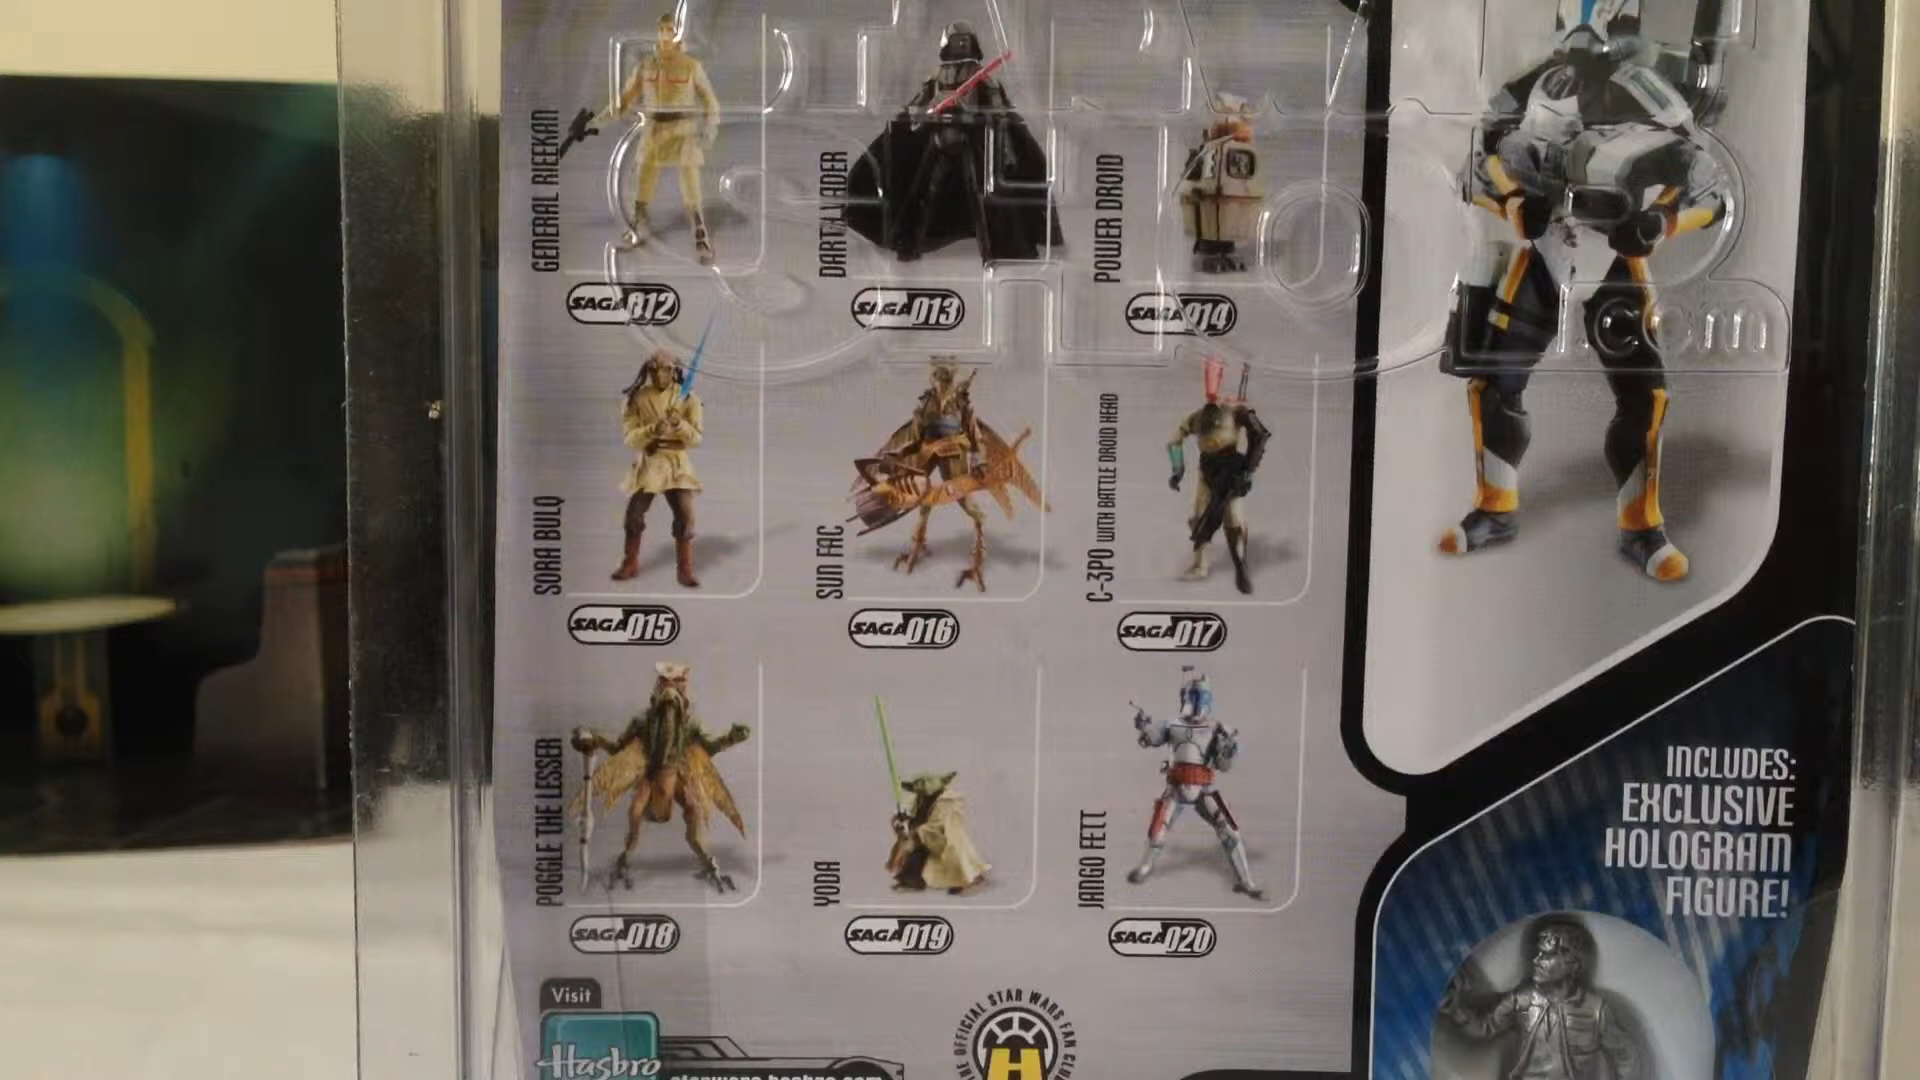 GENERAL RIEEKAN
DARTH VADER
POWER DROID
SAGA 012
SAGA 013
SAGA 014
SORA BULQ
SUN FAC
C-3PO WITH BATTLE DROID HEAD
SAGA 015
SAGA 016
SAGA 017
POGGLE THE LESSER
YODA
JANGO FETT
SAGA 018
SAGA 019
SAGA 020
INCLUDES:
EXCLUSIVE
HOLOGRAM
FIGURE!
Visit
Hasbro
THE OFFICIAL STAR WARS FAN CLUB
H
.com